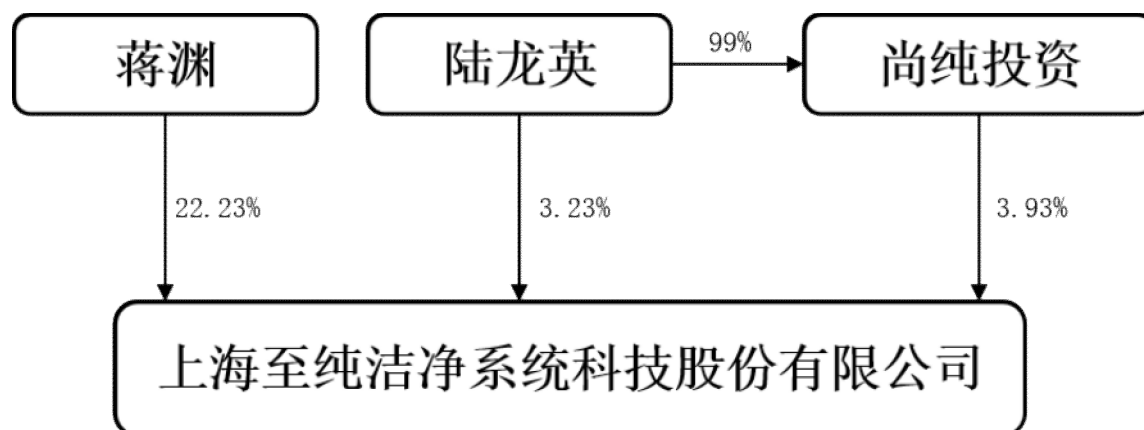 蒋渊
陆龙英
99%
尚纯投资
22.23%
3.23%
3.93%
上海至纯洁净系统科技股份有限公司